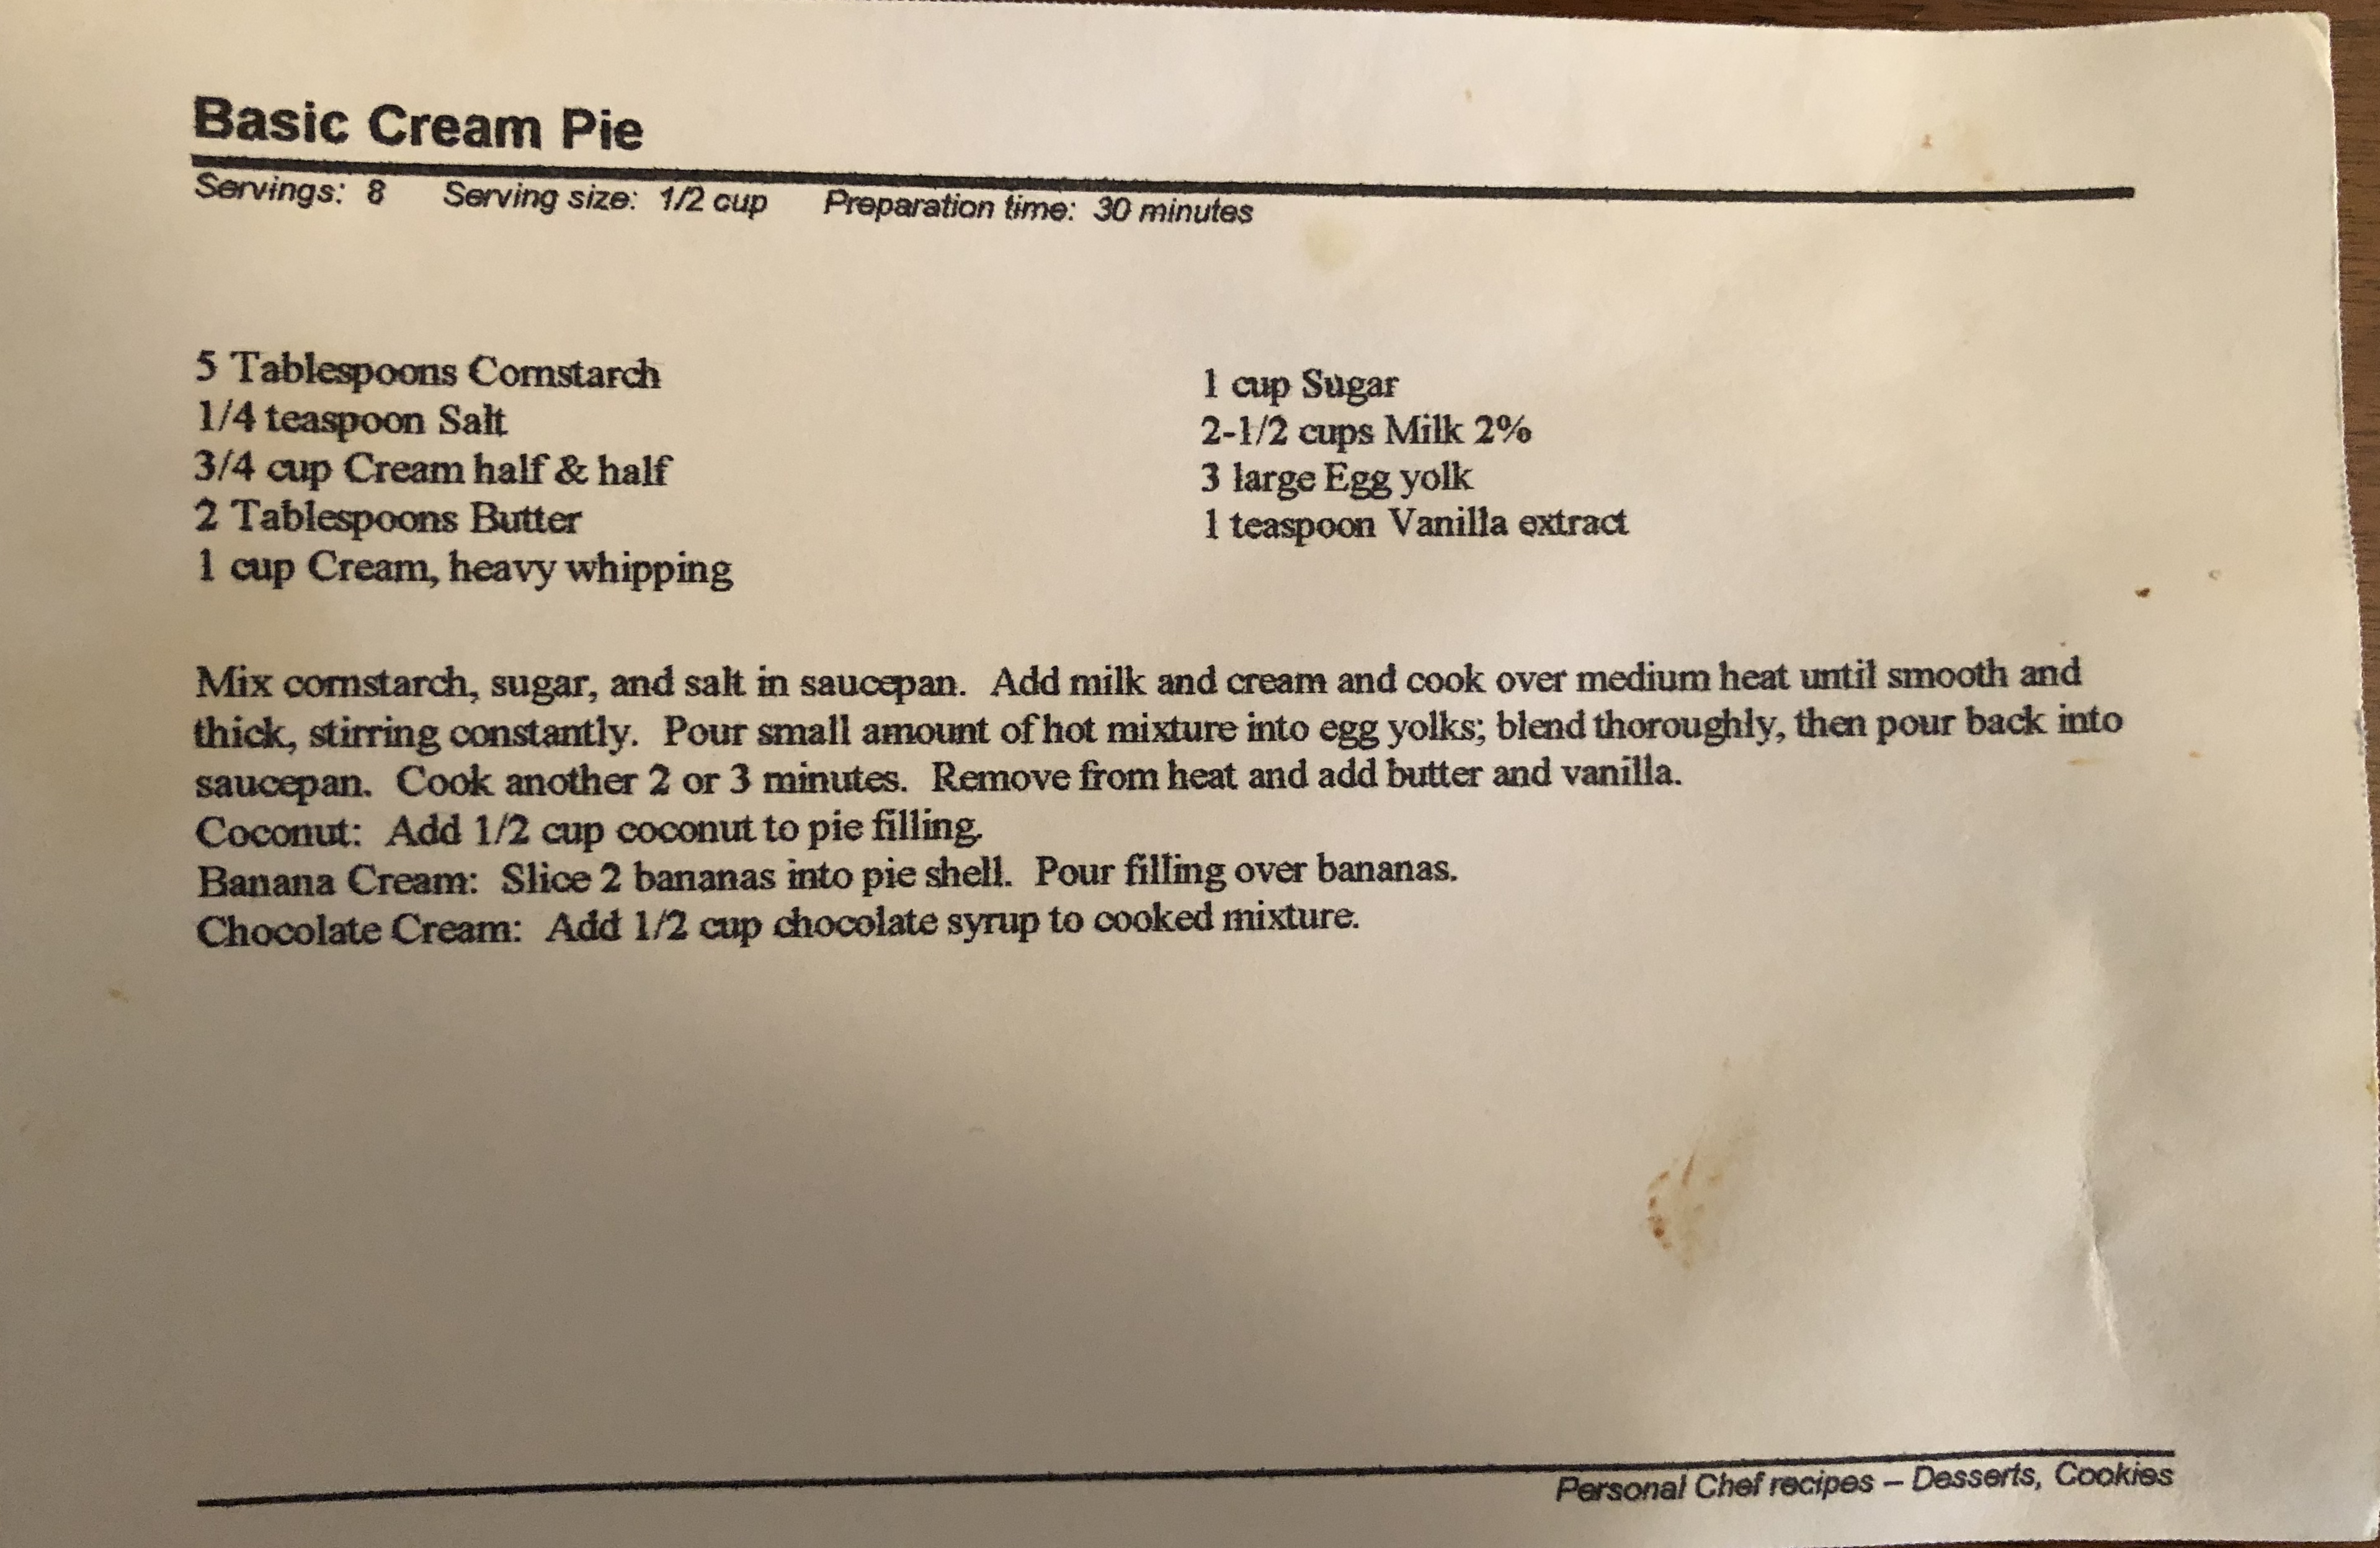 Basic Cream Pie
Servings: 8 Serving size: 1/2 cup Preparation time: 30 minutes
5 Tablespoons Cornstarch
1/4 teaspoon Salt
3/4 cup Cream half & half
2 Tablespoons Butter
1 cup Cream, heavy whipping
1 cup Sugar
2-1/2 cups Milk 2%
3 large Egg yolk
1 teaspoon Vanilla extract
Mix cornstarch, sugar, and salt in saucepan. Add milk and cream and cook over medium heat until smooth and
thick, stirring constantly. Pour small amount of hot mixture into egg yolks; blend thoroughly, then pour back into
saucepan. Cook another 2 or 3 minutes. Remove from heat and add butter and vanilla.
Coconut: Add 1/2 cup coconut to pie filling.
Banana Cream: Slice 2 bananas into pie shell. Pour filling over bananas.
Chocolate Cream: Add 1/2 cup chocolate syrup to cooked mixture.
Personal Chef recipes – Desserts, Cookies